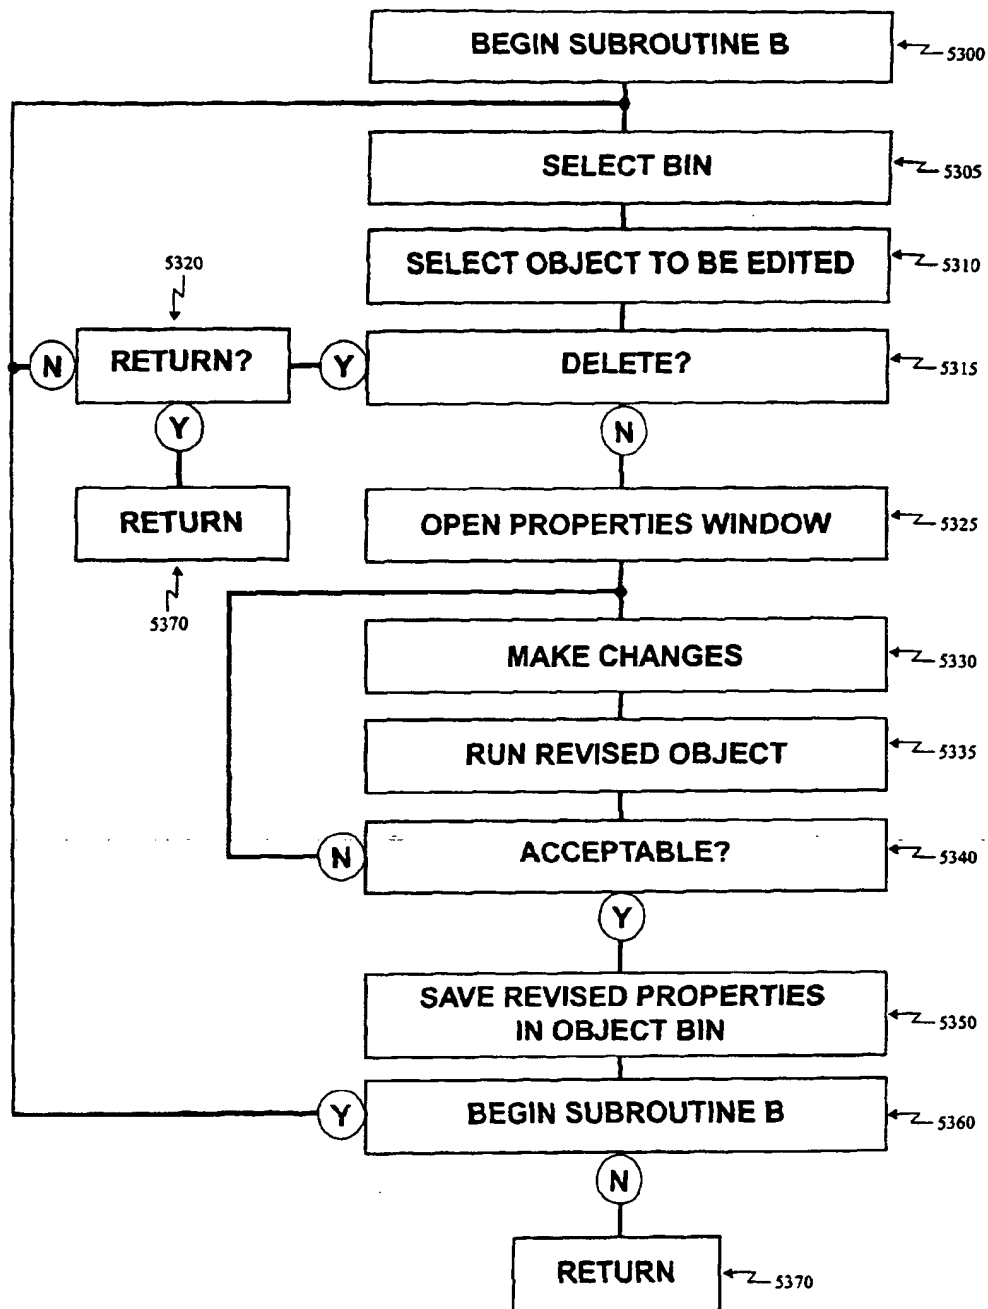 BEGIN SUBROUTINE B
5300
SELECT BIN
5305
SELECT OBJECT TO BE EDITED
5310
5320
N
RETURN?
Y
DELETE?
5315
Y
N
RETURN
OPEN PROPERTIES WINDOW
5325
5370
MAKE CHANGES
5330
RUN REVISED OBJECT
5335
N
ACCEPTABLE?
5340
Y
SAVE REVISED PROPERTIES
IN OBJECT BIN
5350
Y
BEGIN SUBROUTINE B
5360
N
RETURN
5370